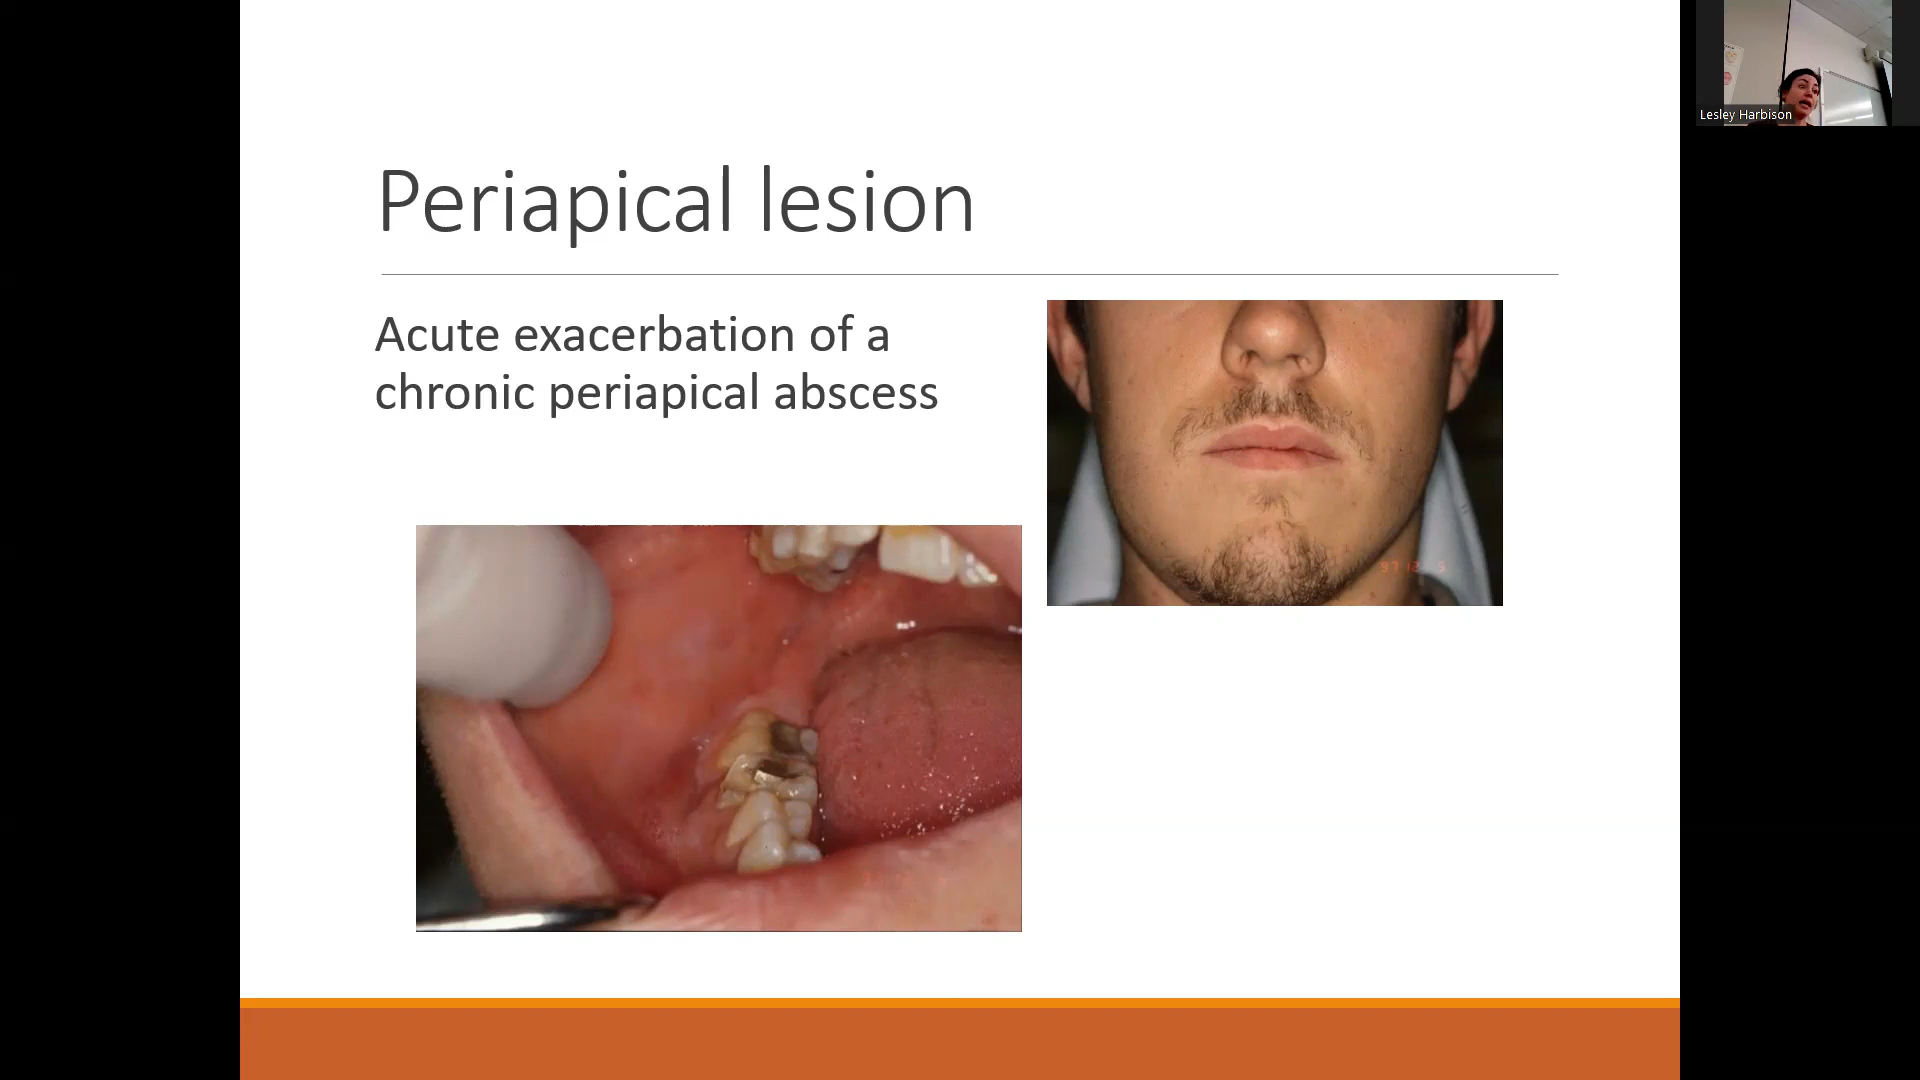 Periapical lesion
Acute exacerbation of a
chronic periapical abscess
Lesley Harbison